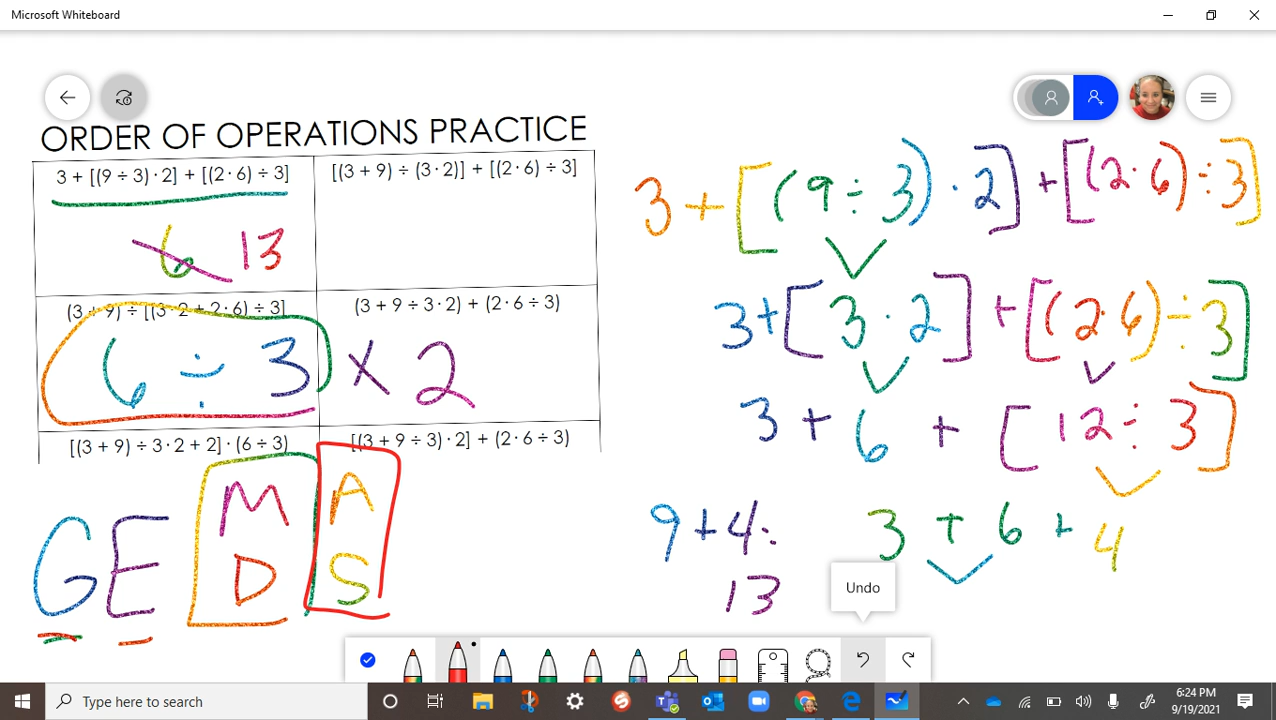 Microsoft Whiteboard
ORDER OF OPERATIONS PRACTICE
3 + [(9 ÷ 3) · 2] + [(2 · 6) ÷ 3]
[(3 + 9) ÷ (3 · 2)] + [(2 · 6) ÷ 3]
6 13
(3 + 9) ÷ [(3 · 2 + 2 · 6) ÷ 3]
(3 + 9 ÷ 3 · 2) + (2 · 6 ÷ 3)
6 ÷ 3 × 2
[(3 + 9) ÷ 3 · 2 + 2] · (6 ÷ 3)
[(3 + 9 ÷ 3) · 2] + (2 · 6 ÷ 3)
G E M A
D S
3 + [(9 ÷ 3) · 2] + [(2 · 6) ÷ 3]
3 + [3 · 2] + [(2 · 6) ÷ 3]
3 + 6 + [12 ÷ 3]
3 + 6 + 4
9 + 4 =
13
Undo
Type here to search
6:24 PM
9/19/2021